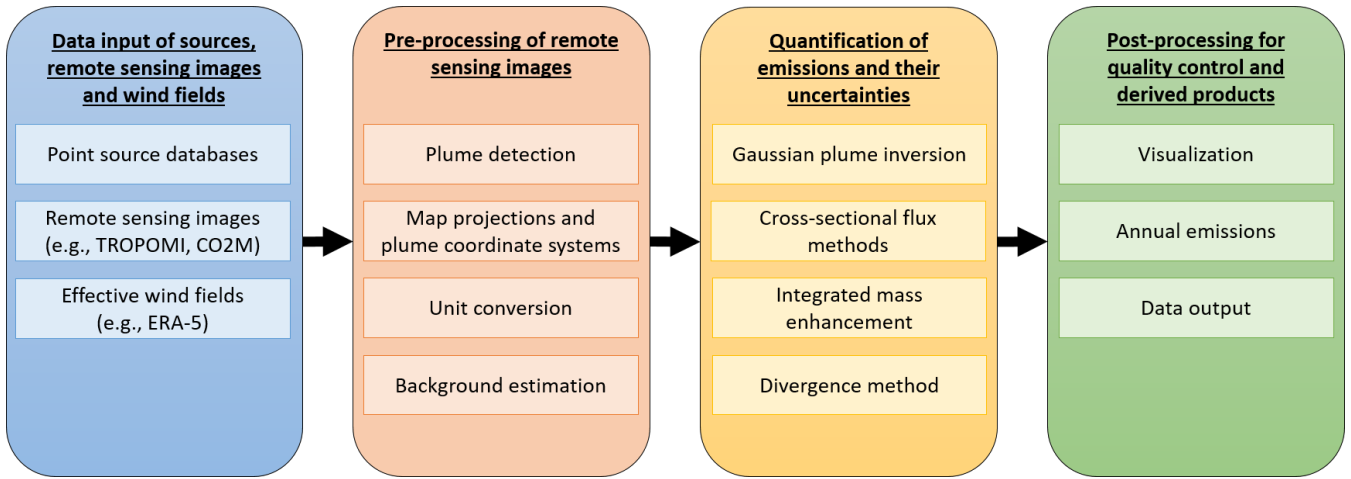 Data input of sources,
remote sensing images
and wind fields
Point source databases
Remote sensing images
(e.g., TROPOMI, CO2M)
Effective wind fields
(e.g., ERA-5)
Pre-processing of remote
sensing images
Plume detection
Map projections and
plume coordinate systems
Unit conversion
Background estimation
Quantification of
emissions and their
uncertainties
Gaussian plume inversion
Cross-sectional flux
methods
Integrated mass
enhancement
Divergence method
Post-processing for
quality control and
derived products
Visualization
Annual emissions
Data output